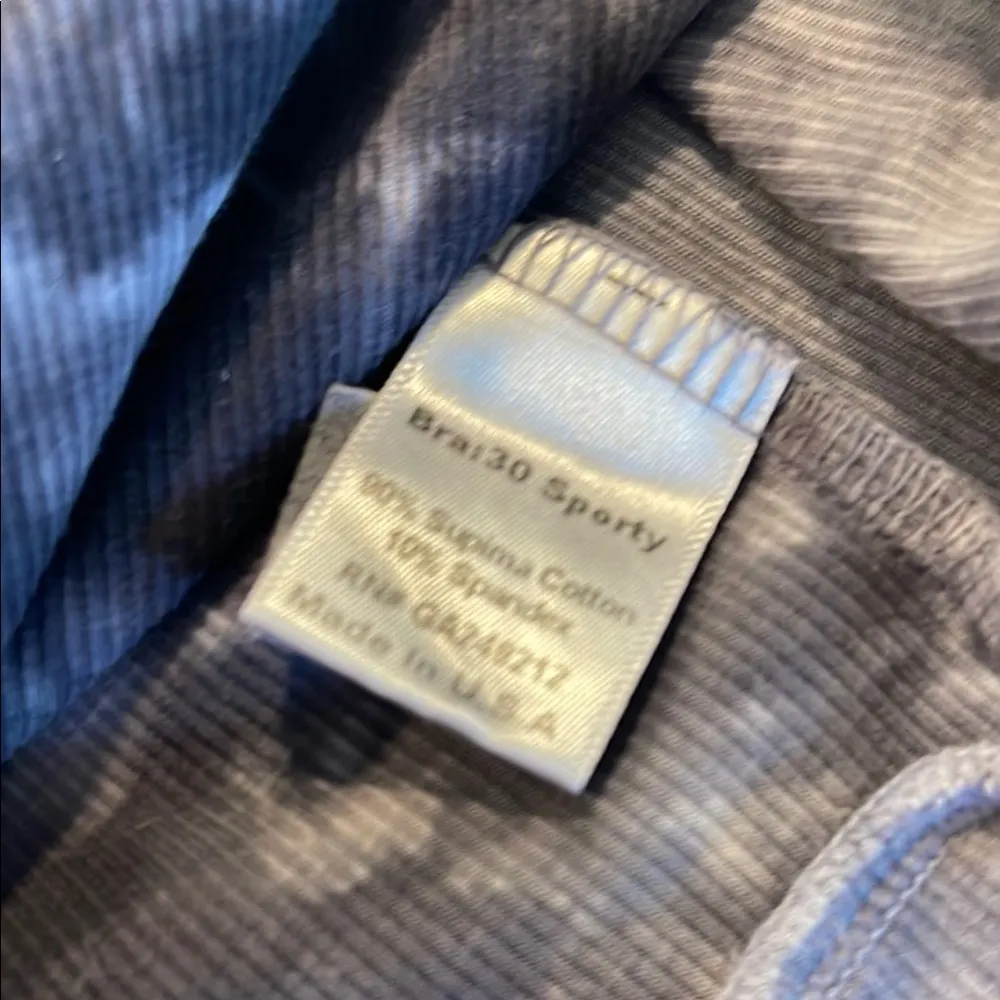 Bra:30 Sporty
90% Supima Cotton
10% Spandex
RN# GA249217
Made in U.S.A